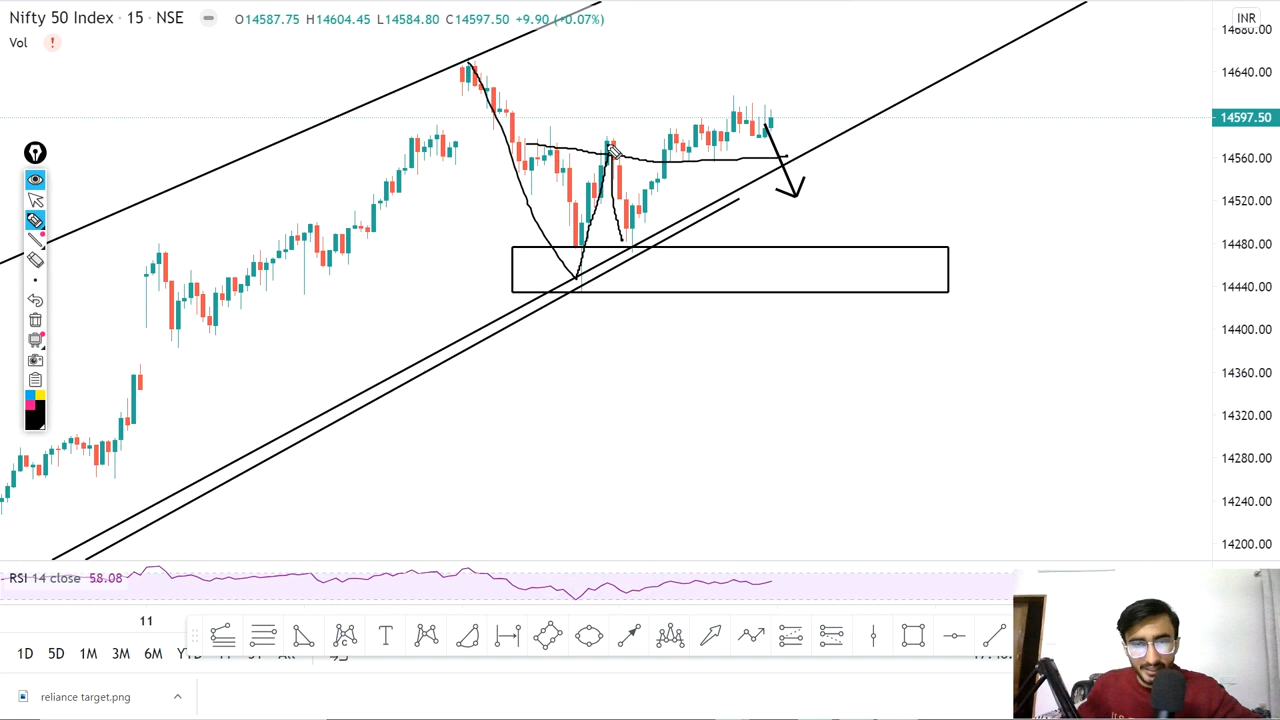 Nifty 50 Index · 15 · NSE
O14587.75 H14604.45 L14584.80 C14597.50 +9.90 (+0.07%)
INR
Vol
14680.00
14640.00
14597.50
14560.00
14520.00
14480.00
14440.00
14400.00
14360.00
14320.00
14280.00
14240.00
14200.00
RSI 14 close 58.08
11
T
1D 5D 1M 3M 6M
reliance target.png